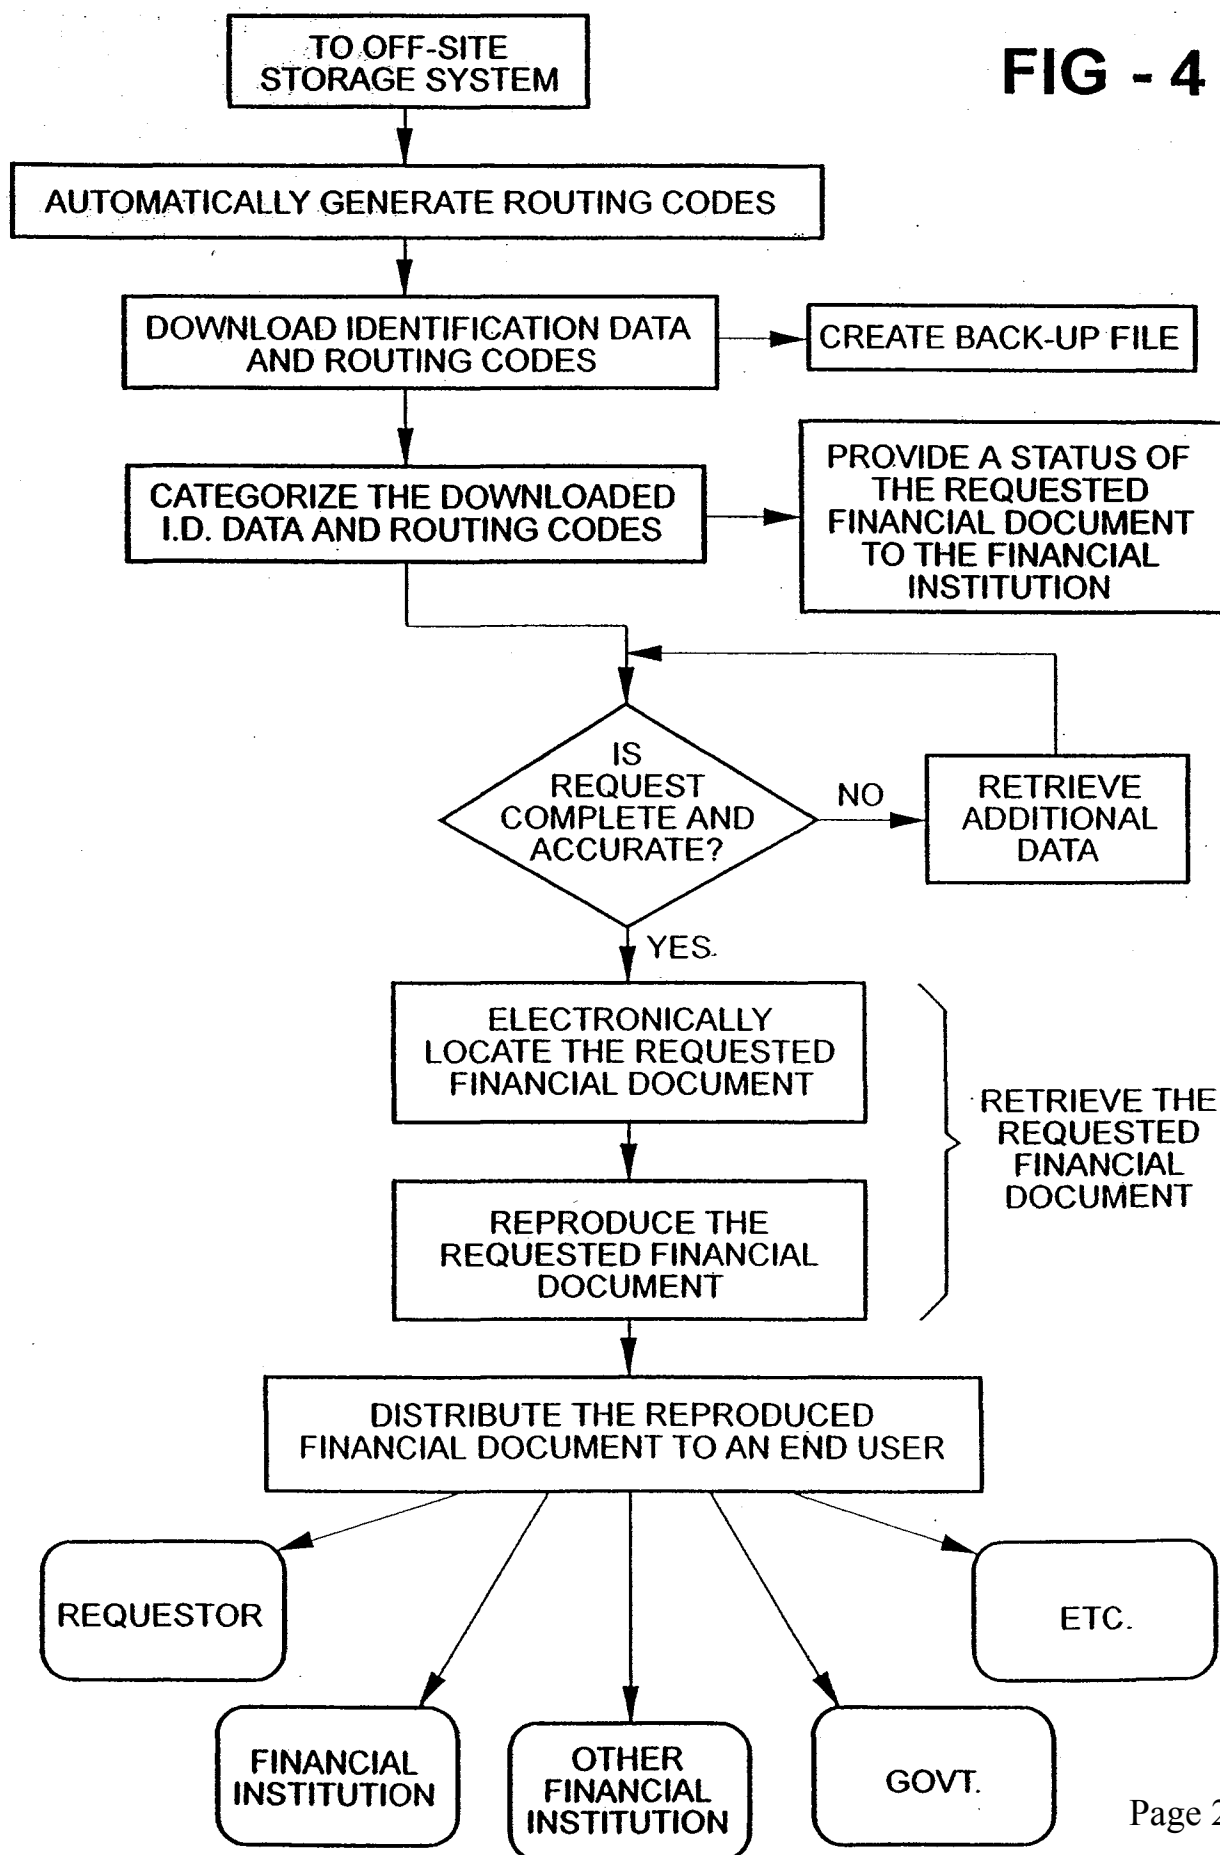 TO OFF-SITE
STORAGE SYSTEM
FIG - 4
AUTOMATICALLY GENERATE ROUTING CODES
DOWNLOAD IDENTIFICATION DATA
AND ROUTING CODES
CREATE BACK-UP FILE
CATEGORIZE THE DOWNLOADED
I.D. DATA AND ROUTING CODES
PROVIDE A STATUS OF
THE REQUESTED
FINANCIAL DOCUMENT
TO THE FINANCIAL
INSTITUTION
IS
REQUEST
COMPLETE AND
ACCURATE?
NO
RETRIEVE
ADDITIONAL
DATA
YES.
ELECTRONICALLY
LOCATE THE REQUESTED
FINANCIAL DOCUMENT
RETRIEVE THE
REQUESTED
FINANCIAL
DOCUMENT
REPRODUCE THE
REQUESTED FINANCIAL
DOCUMENT
DISTRIBUTE THE REPRODUCED
FINANCIAL DOCUMENT TO AN END USER
REQUESTOR
ETC.
FINANCIAL
INSTITUTION
OTHER
FINANCIAL
INSTITUTION
GOVT.
Page 2